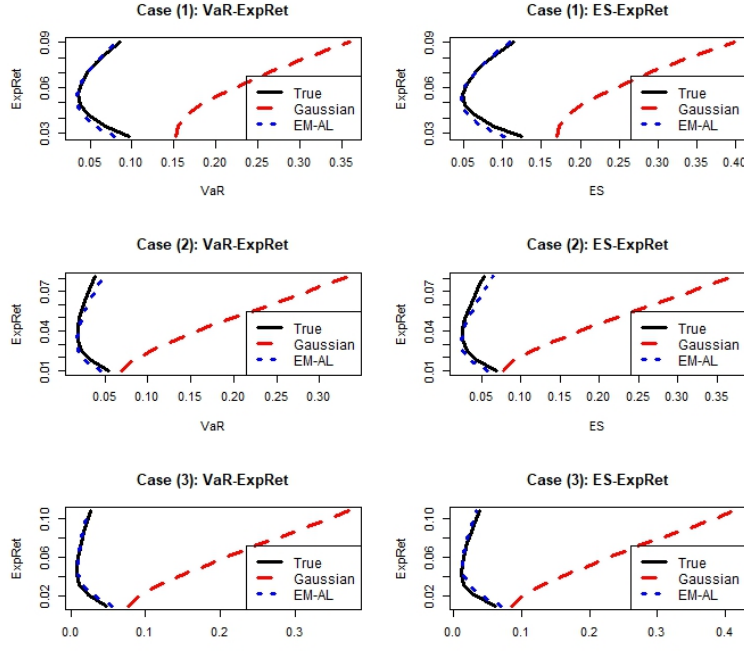 Case (1): VaR-ExpRet
ExpRet
0.03 0.06 0.09
True
Gaussian
EM-AL
0.05 0.10 0.15 0.20 0.25 0.30 0.35
VaR
Case (1): ES-ExpRet
ExpRet
0.03 0.06 0.09
True
Gaussian
EM-AL
0.05 0.10 0.15 0.20 0.25 0.30 0.35 0.40
ES
Case (2): VaR-ExpRet
ExpRet
0.01 0.04 0.07
True
Gaussian
EM-AL
0.05 0.10 0.15 0.20 0.25 0.30
VaR
Case (2): ES-ExpRet
ExpRet
0.01 0.04 0.07
True
Gaussian
EM-AL
0.05 0.10 0.15 0.20 0.25 0.30 0.35
ES
Case (3): VaR-ExpRet
ExpRet
0.02 0.06 0.10
True
Gaussian
EM-AL
0.0 0.1 0.2 0.3
Case (3): ES-ExpRet
ExpRet
0.02 0.06 0.10
True
Gaussian
EM-AL
0.0 0.1 0.2 0.3 0.4